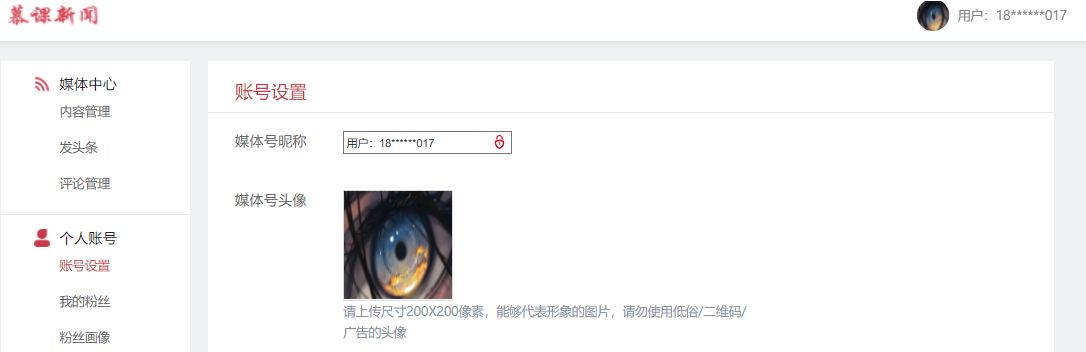 慕课新闻
用户：18******017
媒体中心
内容管理
发头条
评论管理
个人账号
账号设置
我的粉丝
粉丝画像
账号设置
媒体号昵称
用户：18******017
媒体号头像
请上传尺寸200X200像素，能够代表形象的图片，请勿使用低俗/二维码/
广告的头像